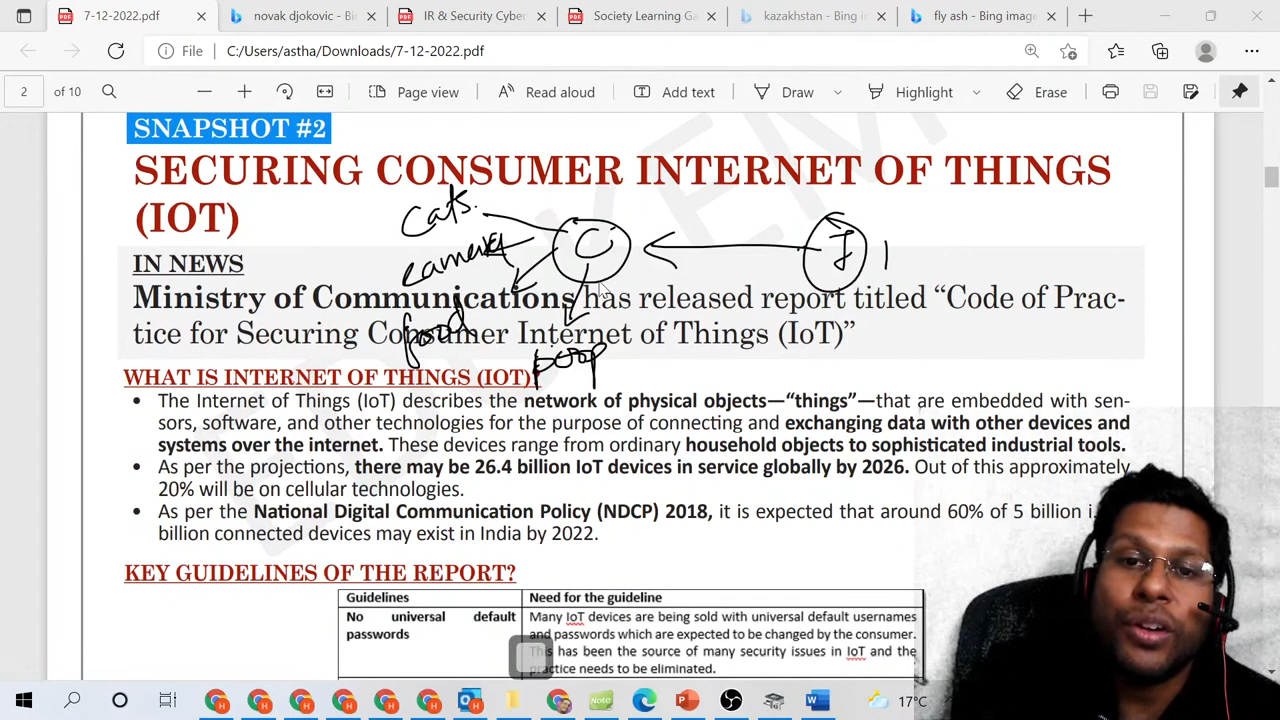 7-12-2022.pdf
novak djokovic - Bi
IR & Security Cyber
Society Learning Ga
kazakhstan - Bing i
fly ash - Bing image
File
C:/Users/astha/Downloads/7-12-2022.pdf
2 of 10
Page view
Read aloud
Add text
Draw
Highlight
Erase
SNAPSHOT #2
SECURING CONSUMER INTERNET OF THINGS
(IOT)
cats.
camera
food
poop
C
I
IN NEWS
Ministry of Communications has released report titled “Code of Prac-
tice for Securing Consumer Internet of Things (IoT)”
WHAT IS INTERNET OF THINGS (IOT)?
• The Internet of Things (IoT) describes the network of physical objects—“things”—that are embedded with sen-
sors, software, and other technologies for the purpose of connecting and exchanging data with other devices and
systems over the internet. These devices range from ordinary household objects to sophisticated industrial tools.
• As per the projections, there may be 26.4 billion IoT devices in service globally by 2026. Out of this approximately
20% will be on cellular technologies.
• As per the National Digital Communication Policy (NDCP) 2018, it is expected that around 60% of 5 billion i.
billion connected devices may exist in India by 2022.
KEY GUIDELINES OF THE REPORT?
Guidelines
Need for the guideline
No universal default
passwords
Many IoT devices are being sold with universal default usernames
and passwords which are expected to be changed by the consumer.
This has been the source of many security issues in IoT and the
practice needs to be eliminated.
17°C